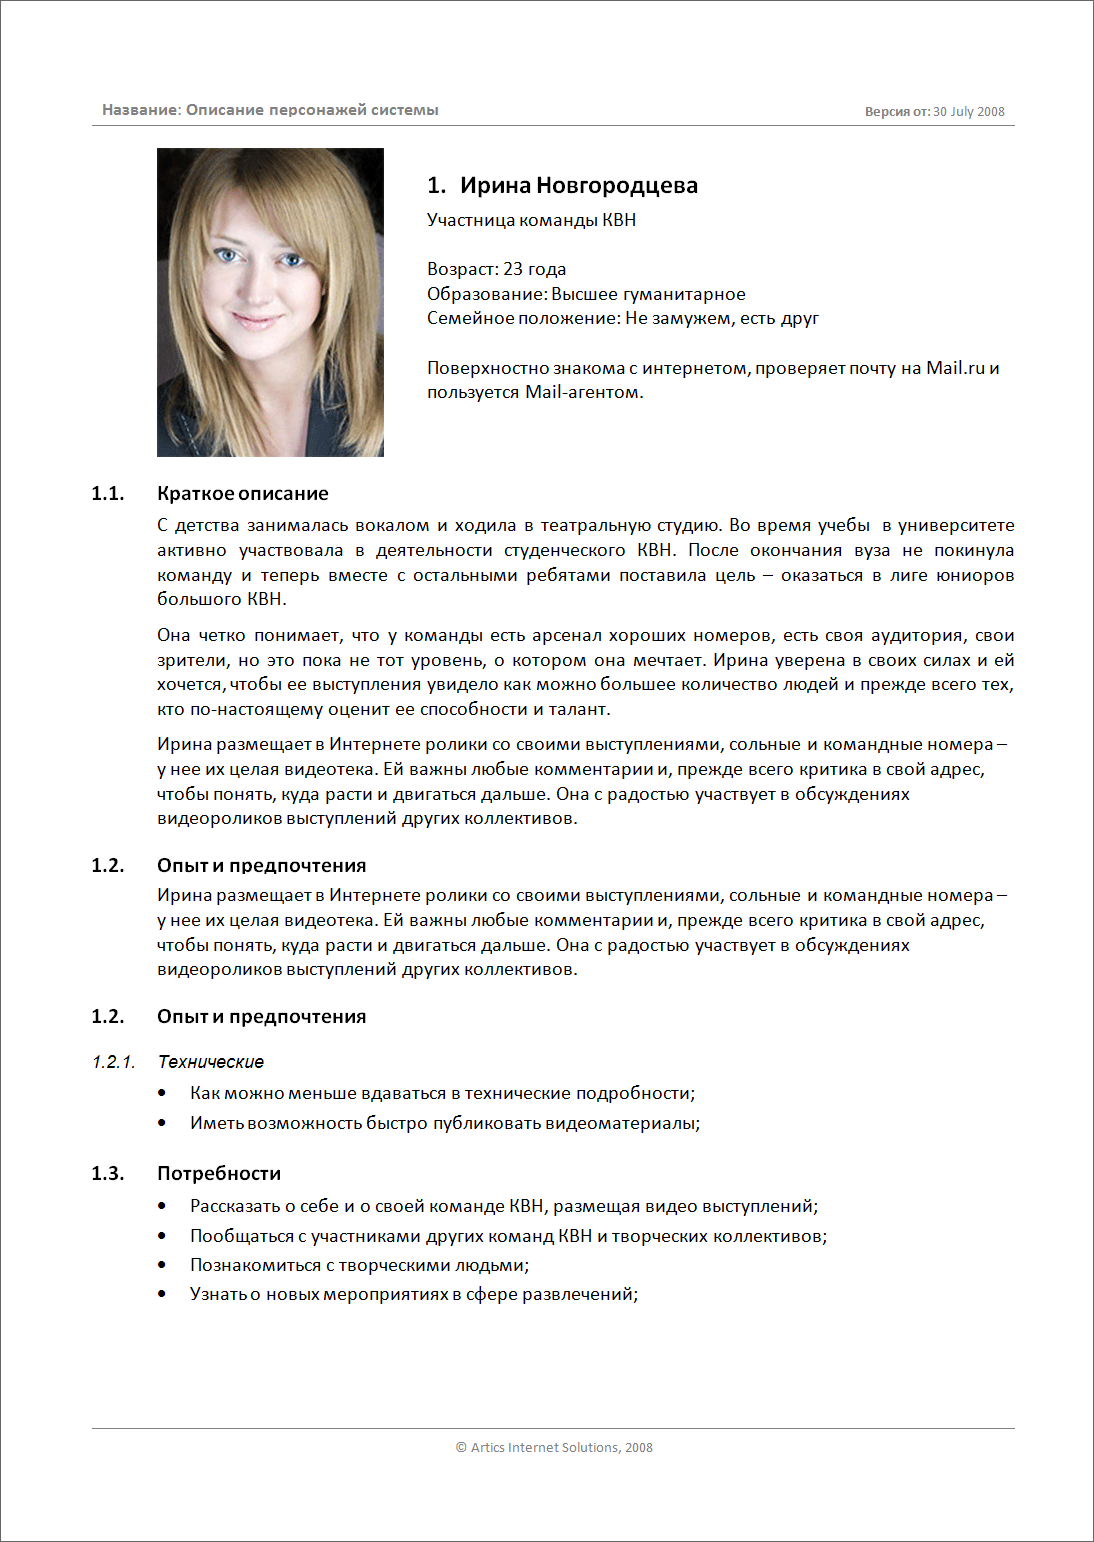 Название: Описание персонажей системы
Версия от: 30 July 2008
1. Ирина Новгородцева
Участница команды КВН
Возраст: 23 года
Образование: Высшее гуманитарное
Семейное положение: Не замужем, есть друг
Поверхностно знакома с интернетом, проверяет почту на Mail.ru и
пользуется Mail-агентом.
1.1. Краткое описание
С детства занималась вокалом и ходила в театральную студию. Во время учебы в университете
активно участвовала в деятельности студенческого КВН. После окончания вуза не покинула
команду и теперь вместе с остальными ребятами поставила цель – оказаться в лиге юниоров
большого КВН.
Она четко понимает, что у команды есть арсенал хороших номеров, есть своя аудитория, свои
зрители, но это пока не тот уровень, о котором она мечтает. Ирина уверена в своих силах и ей
хочется, чтобы ее выступления увидело как можно большее количество людей и прежде всего тех,
кто по-настоящему оценит ее способности и талант.
Ирина размещает в Интернете ролики со своими выступлениями, сольные и командные номера –
у нее их целая видеотека. Ей важны любые комментарии и, прежде всего критика в свой адрес,
чтобы понять, куда расти и двигаться дальше. Она с радостью участвует в обсуждениях
видеороликов выступлений других коллективов.
1.2. Опыт и предпочтения
Ирина размещает в Интернете ролики со своими выступлениями, сольные и командные номера –
у нее их целая видеотека. Ей важны любые комментарии и, прежде всего критика в свой адрес,
чтобы понять, куда расти и двигаться дальше. Она с радостью участвует в обсуждениях
видеороликов выступлений других коллективов.
1.2. Опыт и предпочтения
1.2.1. Технические
• Как можно меньше вдаваться в технические подробности;
• Иметь возможность быстро публиковать видеоматериалы;
1.3. Потребности
• Рассказать о себе и о своей команде КВН, размещая видео выступлений;
• Пообщаться с участниками других команд КВН и творческих коллективов;
• Познакомиться с творческими людьми;
• Узнать о новых мероприятиях в сфере развлечений;
© Artics Internet Solutions, 2008